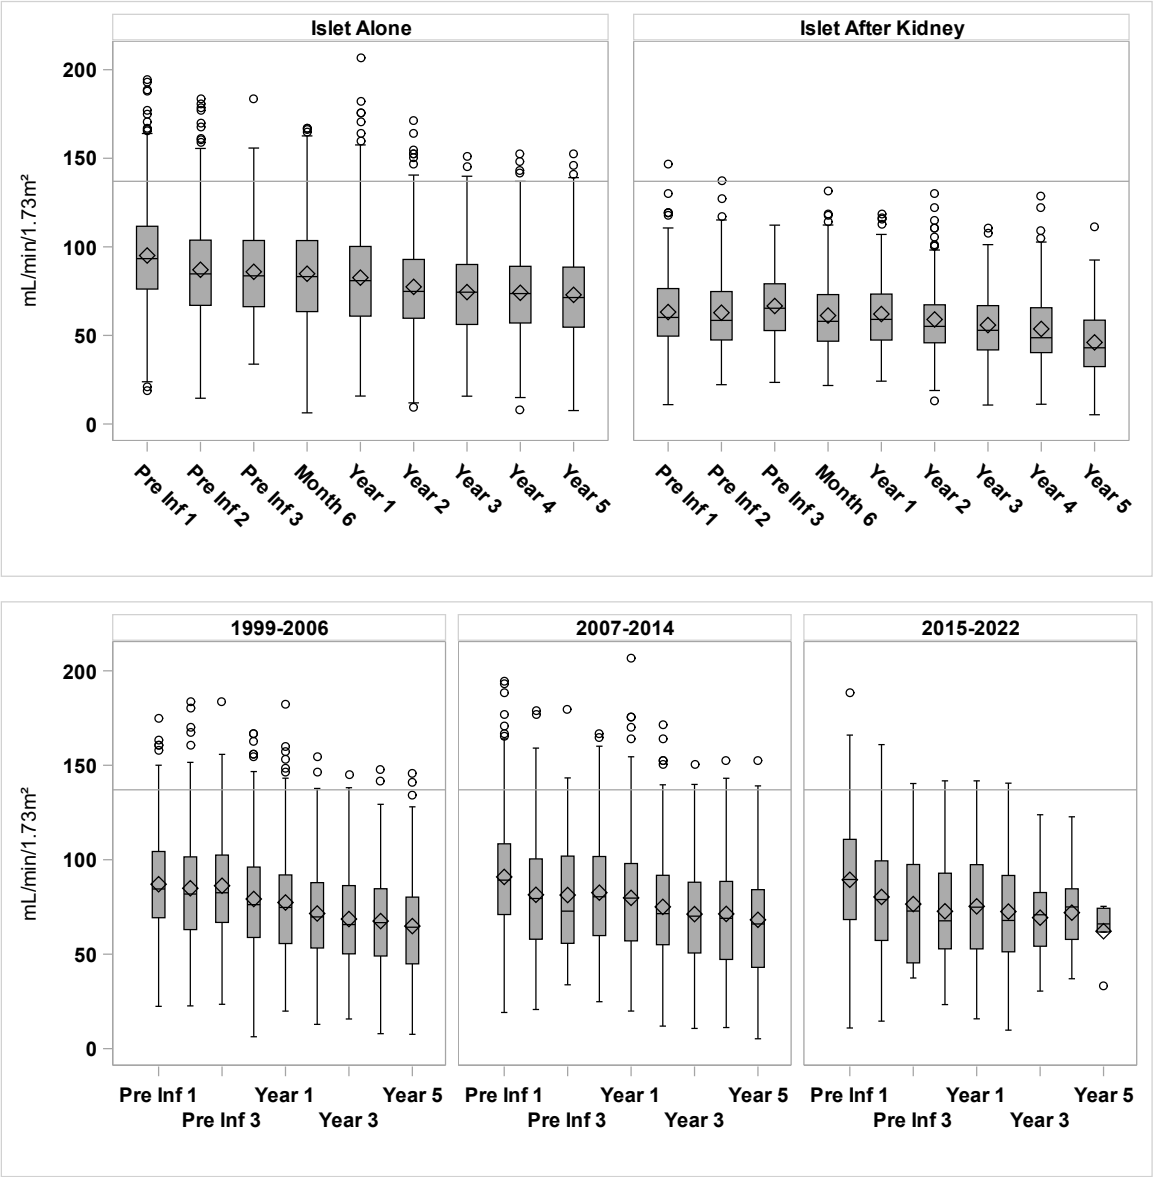 Islet Alone
Islet After Kidney
mL/min/1.73m²
200
150
100
50
0
Pre Inf 1
Pre Inf 2
Pre Inf 3
Month 6
Year 1
Year 2
Year 3
Year 4
Year 5
Pre Inf 1
Pre Inf 2
Pre Inf 3
Month 6
Year 1
Year 2
Year 3
Year 4
Year 5
1999-2006
2007-2014
2015-2022
mL/min/1.73m²
200
150
100
50
0
Pre Inf 1
Year 1
Year 5
Pre Inf 3
Year 3
Pre Inf 1
Year 1
Year 5
Pre Inf 3
Year 3
Pre Inf 1
Year 1
Year 5
Pre Inf 3
Year 3